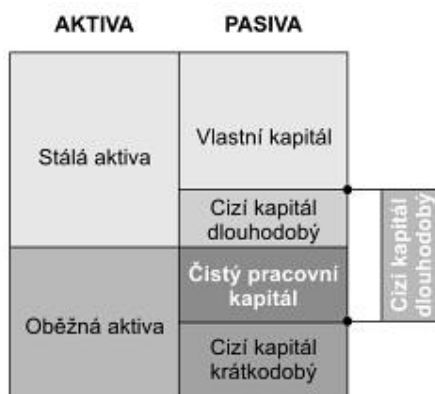 AKTIVA
PASIVA
Stálá aktiva
Vlastní kapitál
Cizí kapitál
dlouhodobý
Čistý pracovní
kapitál
Oběžná aktiva
Cizí kapitál
krátkodobý
Cizí kapitál
dlouhodobý